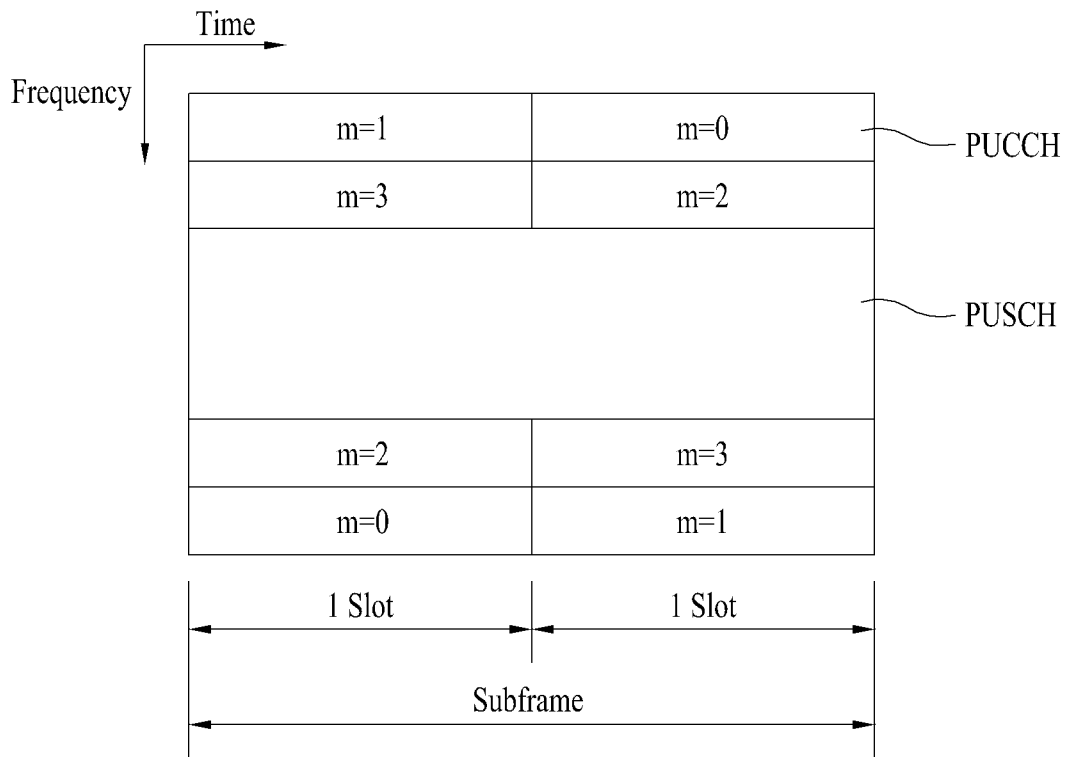 Time
Frequency
m=1 m=0
PUCCH
m=3 m=2
PUSCH
m=2 m=3
m=0 m=1
1 Slot 1 Slot
Subframe